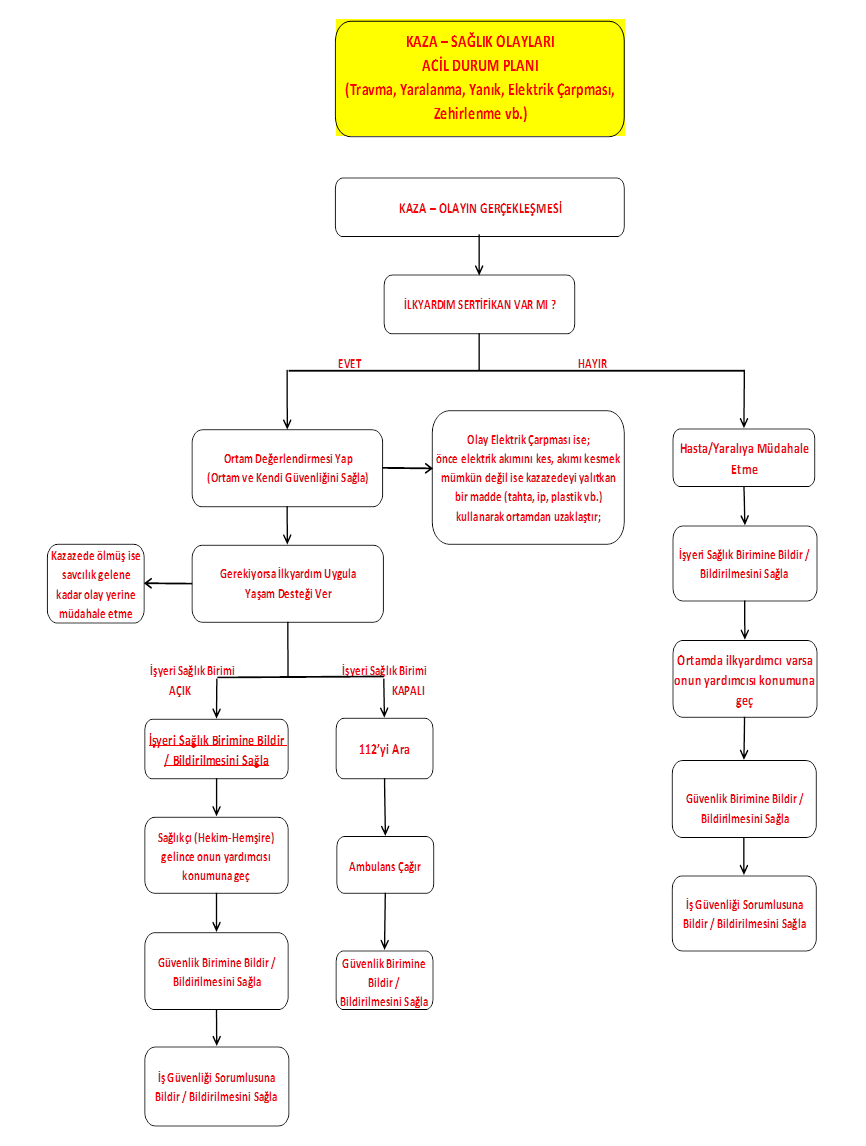 KAZA – SAĞLIK OLAYLARI
ACİL DURUM PLANI
(Travma, Yaralanma, Yanık, Elektrik Çarpması,
Zehirlenme vb.)
KAZA – OLAYIN GERÇEKLEŞMESİ
İLKYARDIM SERTİFİKAN VAR MI ?
EVET
HAYIR
Ortam Değerlendirmesi Yap
(Ortam ve Kendi Güvenliğini Sağla)
Olay Elektrik Çarpması ise;
önce elektrik akımını kes, akımı kesmek
mümkün değil ise kazazedeyi yalıtkan
bir madde (tahta, ip, plastik vb.)
kullanarak ortamdan uzaklaştır;
Gerekiyorsa İlkyardım Uygula
Yaşam Desteği Ver
Kazazede ölmüş ise
savcılık gelene
kadar olay yerine
müdahale etme
İşyeri Sağlık Birimi
AÇIK
İşyeri Sağlık Birimine Bildir
/ Bildirilmesini Sağla
Sağlıkçı (Hekim-Hemşire)
gelince onun yardımcısı
konumuna geç
Güvenlik Birimine Bildir /
Bildirilmesini Sağla
İş Güvenliği Sorumlusuna
Bildir / Bildirilmesini Sağla
İşyeri Sağlık Birimi
KAPALI
112'yi Ara
Ambulans Çağır
Güvenlik Birimine
Bildir /
Bildirilmesini Sağla
Hasta/Yaralıya Müdahale
Etme
İşyeri Sağlık Birimine Bildir /
Bildirilmesini Sağla
Ortamda ilkyardımcı varsa
onun yardımcısı konumuna
geç
Güvenlik Birimine Bildir /
Bildirilmesini Sağla
İş Güvenliği Sorumlusuna
Bildir / Bildirilmesini Sağla